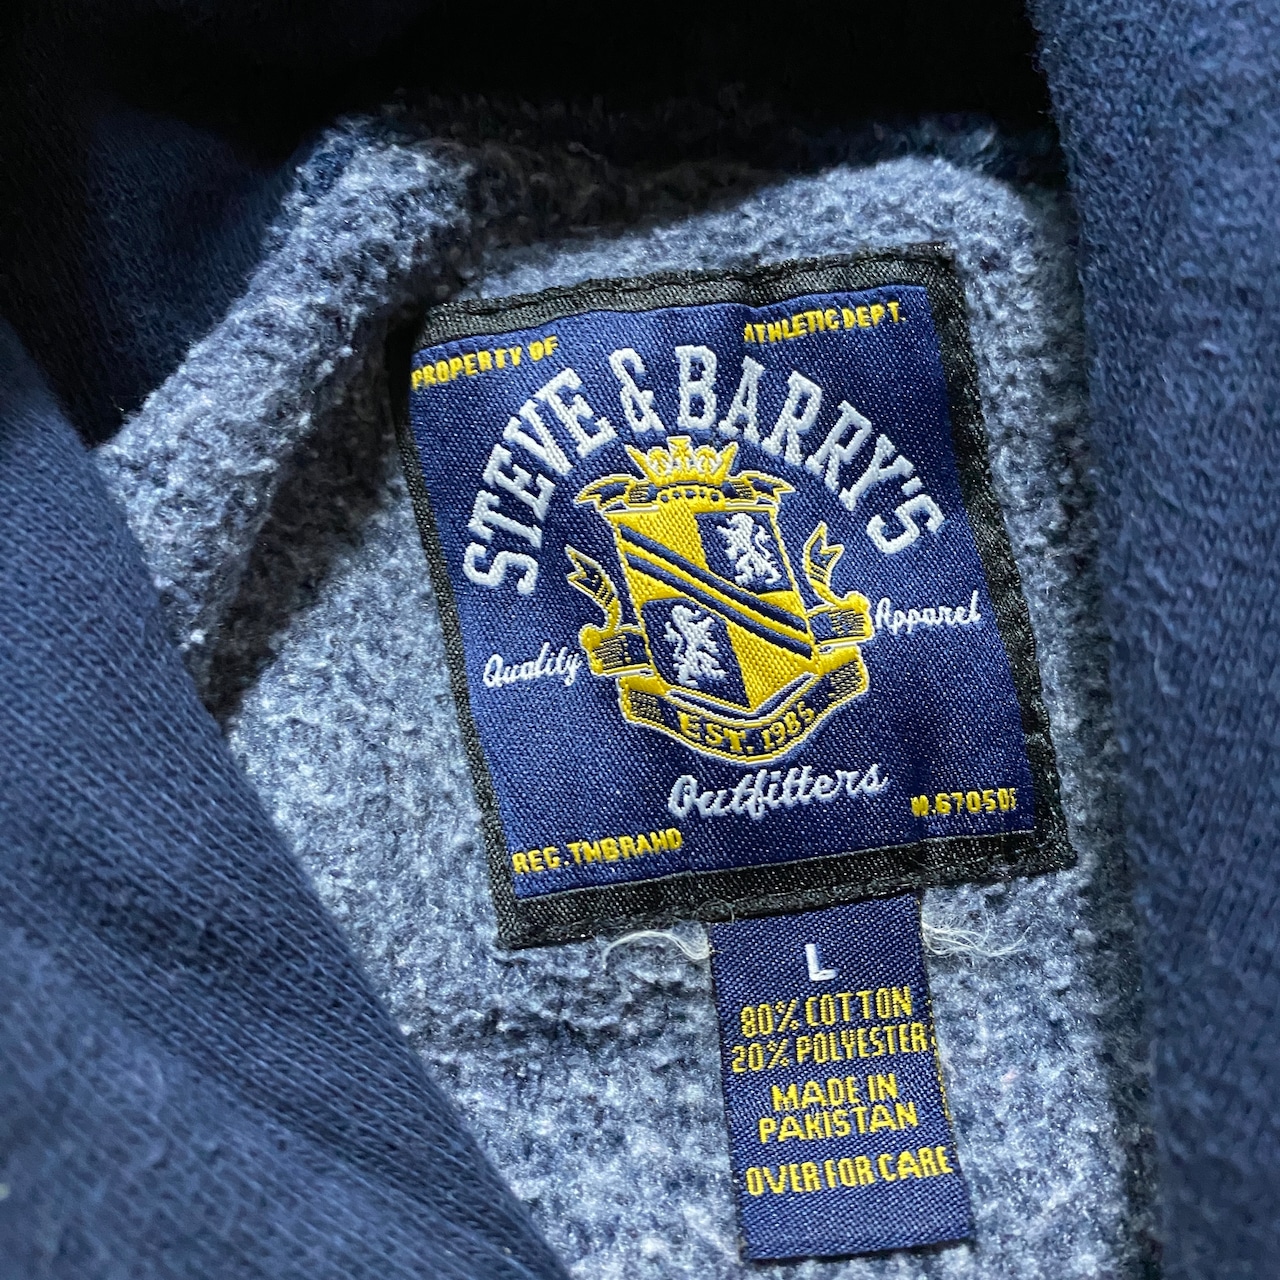 PROPERTY OF
ATHLETIC DEPT.
STEVE & BARRY'S
Quality
Apparel
EST. 1985
Outfitters
REG. TMBRAND
W.670505
L
80% COTTON
20% POLYESTER
MADE IN
PAKISTAN
OVER FOR CARE